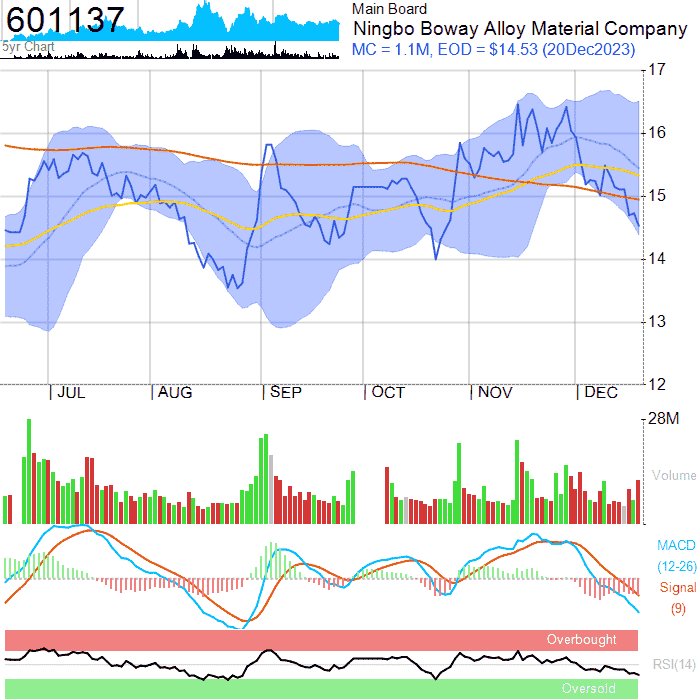 601137
5yr Chart
Main Board
Ningbo Boway Alloy Material Company
MC = 1.1M, EOD = $14.53 (20Dec2023)
17
16
15
14
13
12
JUL AUG SEP OCT NOV DEC
28M
Volume
MACD
(12-26)
Signal
(9)
Overbought
RSI(14)
Oversold